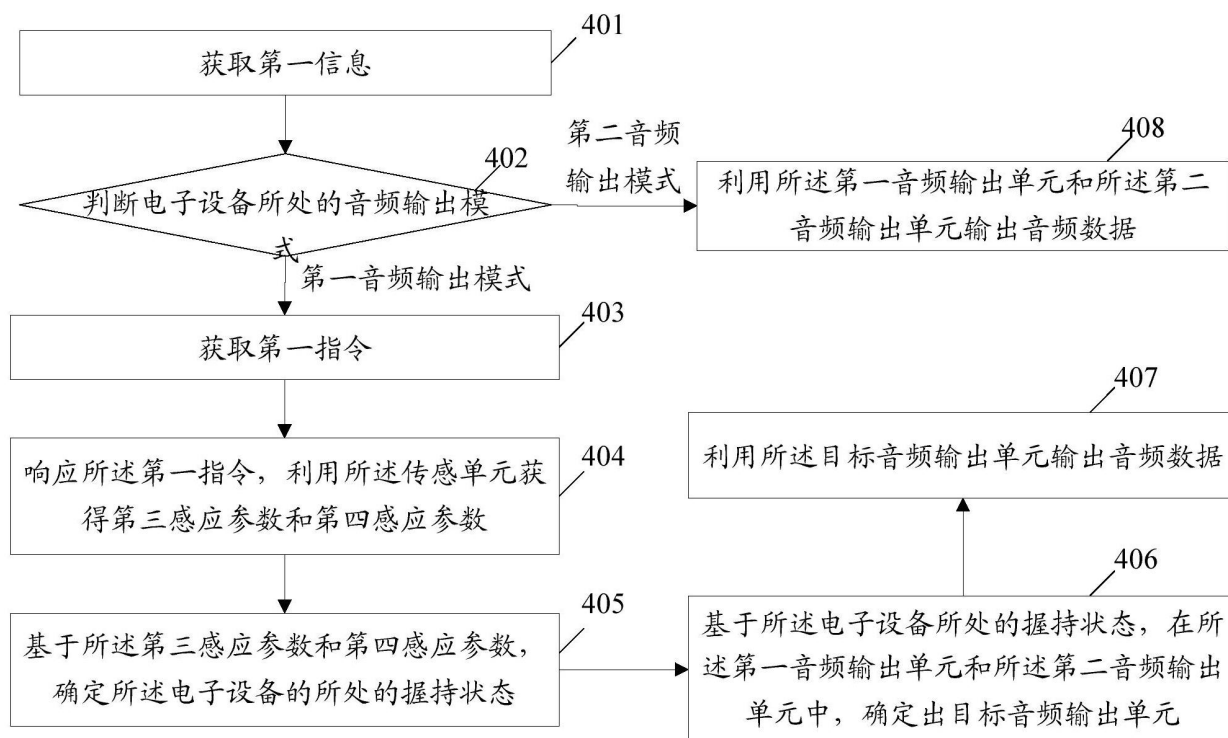 401
获取第一信息
402
判断电子设备所处的音频输出模
式
第二音频
输出模式
408
利用所述第一音频输出单元和所述第二
音频输出单元输出音频数据
第一音频输出模式
403
获取第一指令
404
响应所述第一指令，利用所述传感单元获
得第三感应参数和第四感应参数
405
基于所述第三感应参数和第四感应参数，
确定所述电子设备的所处的握持状态
406
基于所述电子设备所处的握持状态，在所
述第一音频输出单元和所述第二音频输出
单元中，确定出目标音频输出单元
407
利用所述目标音频输出单元输出音频数据